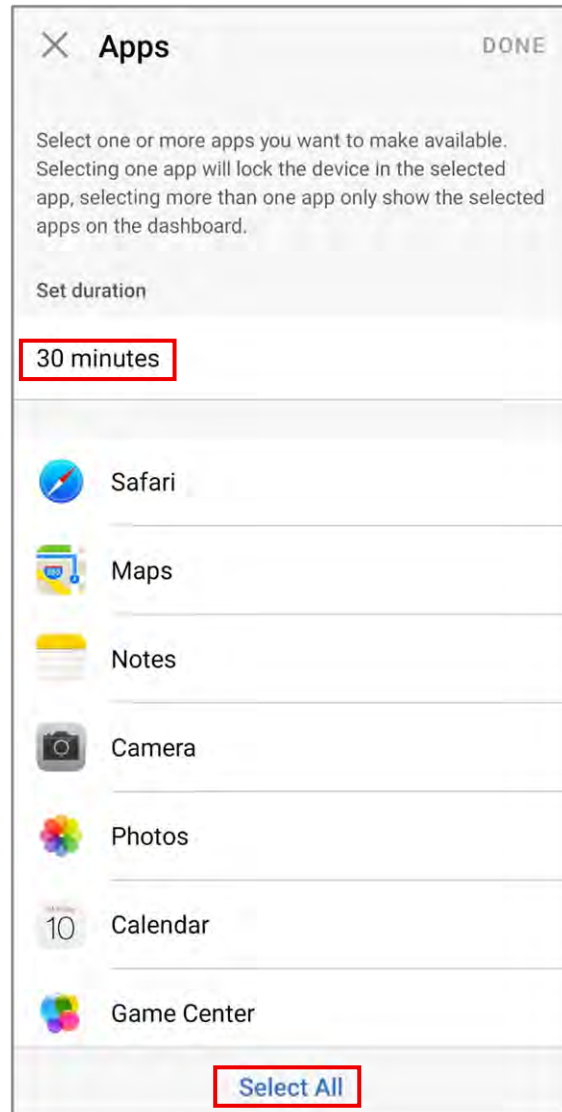 Apps DONE
Select one or more apps you want to make available.
Selecting one app will lock the device in the selected
app, selecting more than one app only show the selected
apps on the dashboard.
Set duration
30 minutes
Safari
280
Maps
Notes
Camera
Photos
10
Calendar
Game Center
Select All